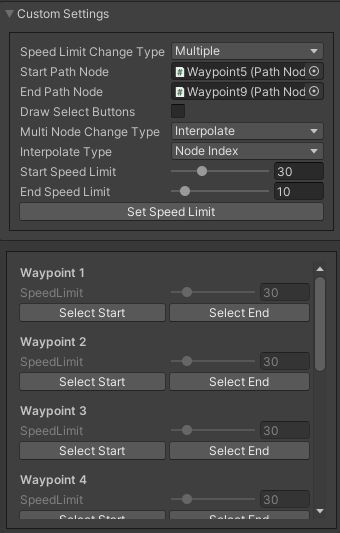 Custom Settings
Speed Limit Change Type Multiple
Start Path Node # Waypoint5 (Path Nod
End Path Node # Waypoint9 (Path Nod
Draw Select Buttons
Multi Node Change Type Interpolate
Interpolate Type Node Index
Start Speed Limit 30
End Speed Limit 10
Set Speed Limit
Waypoint 1
SpeedLimit 30
Select Start Select End
Waypoint 2
SpeedLimit 30
Select Start Select End
Waypoint 3
SpeedLimit 30
Select Start Select End
Waypoint 4
SpeedLimit 30
Select Start Select End